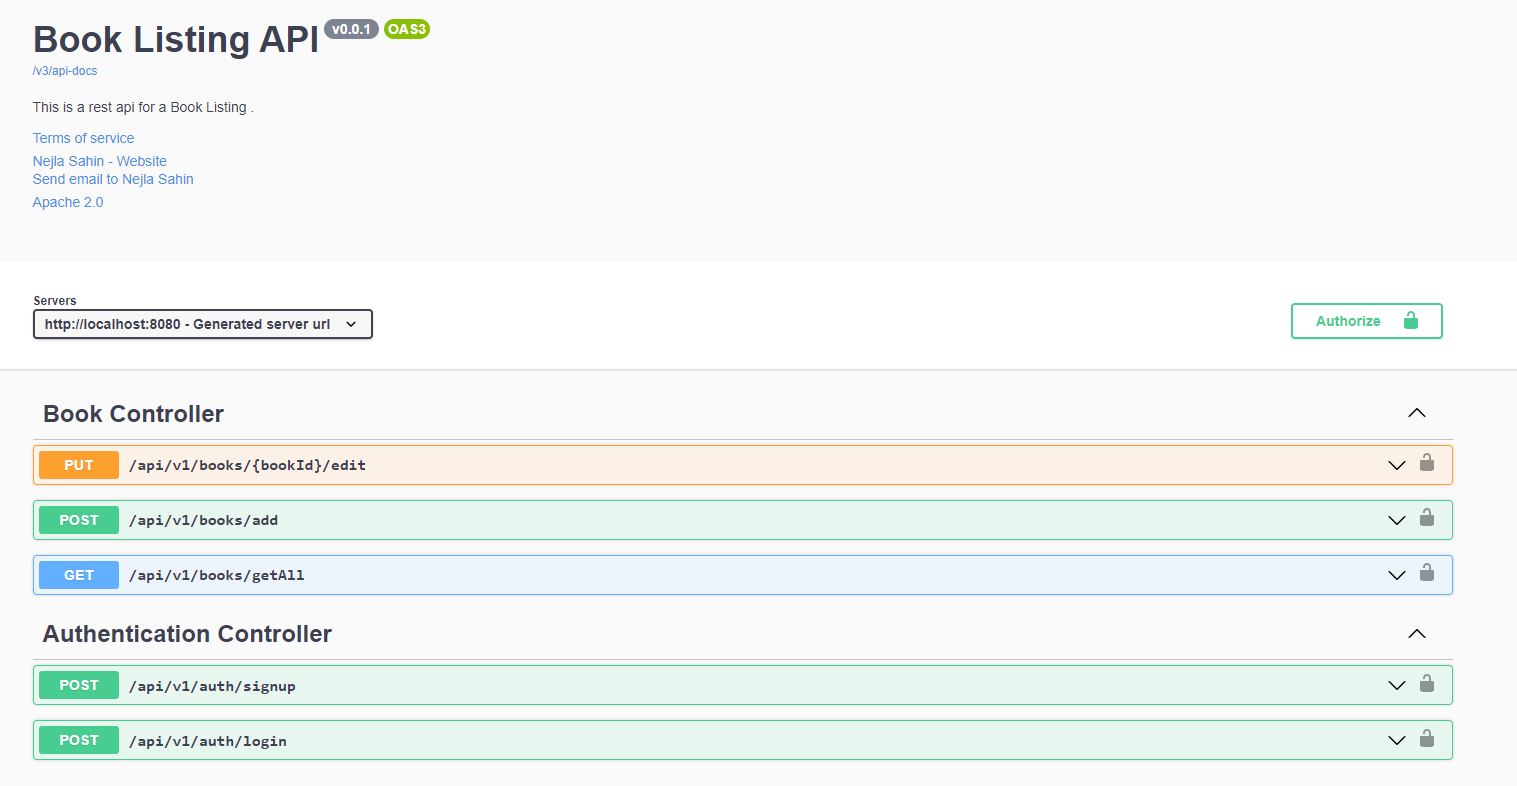 Book Listing API v0.0.1 OAS3
/v3/api-docs
This is a rest api for a Book Listing .
Terms of service
Nejla Sahin - Website
Send email to Nejla Sahin
Apache 2.0
Servers
http://localhost:8080 - Generated server url
Authorize
Book Controller
PUT /api/v1/books/{bookId}/edit
POST /api/v1/books/add
GET /api/v1/books/getAll
Authentication Controller
POST /api/v1/auth/signup
POST /api/v1/auth/login